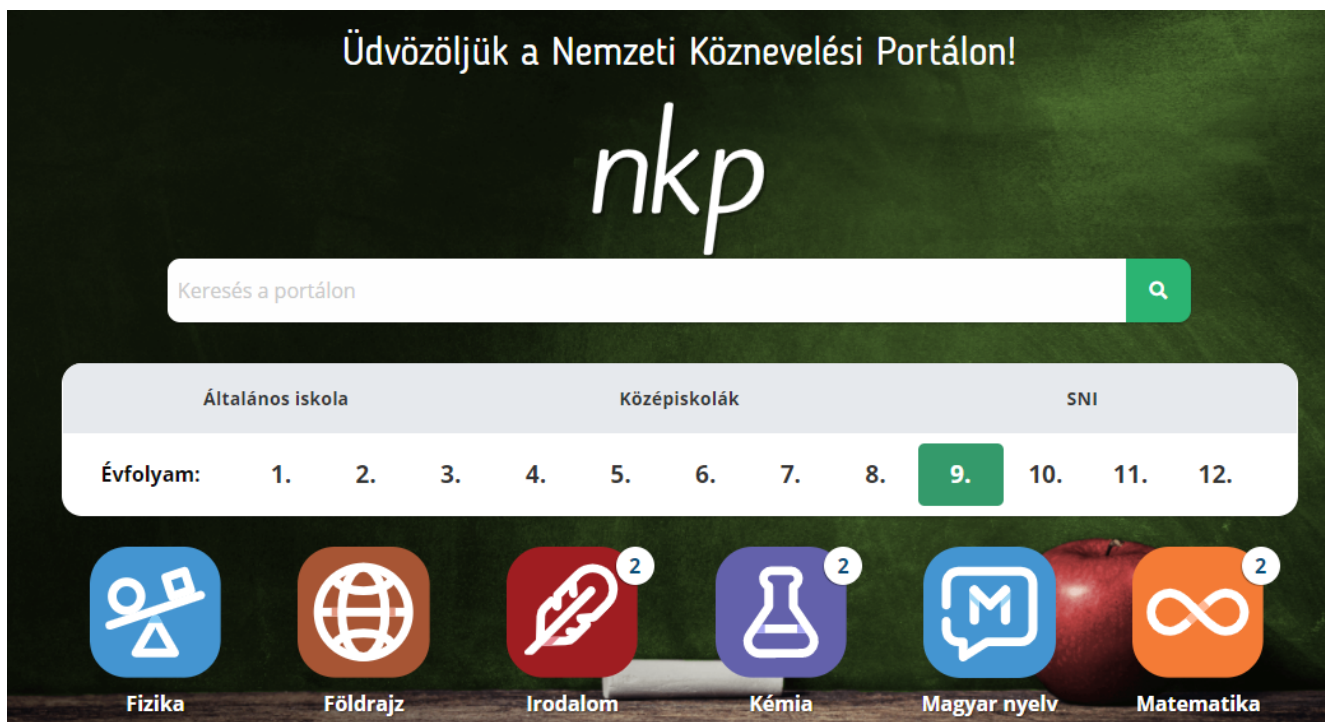 Üdvözöljük a Nemzeti Köznevelési Portálon!
nkp
Keresés a portálon
Általános iskola Középiskolák SNI
Évfolyam: 1. 2. 3. 4. 5. 6. 7. 8. 9. 10. 11. 12.
2 2 2
M
Fizika Földrajz Irodalom Kémia Magyar nyelv Matematika